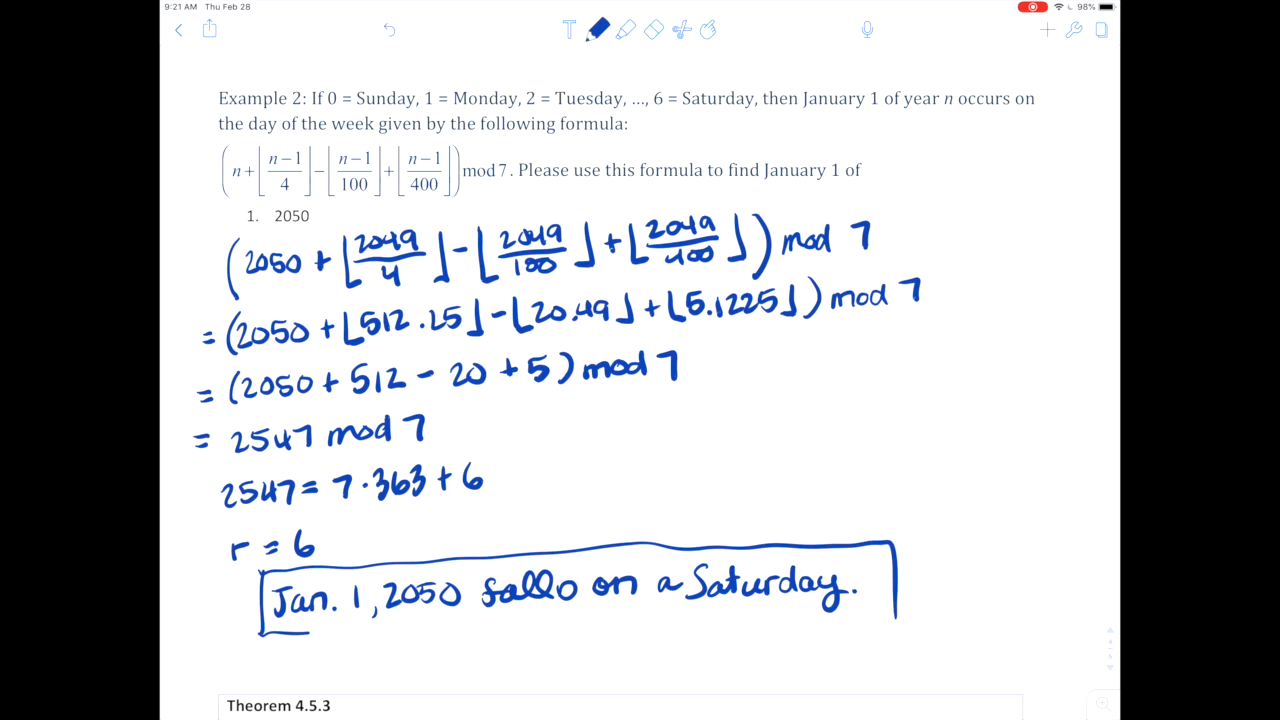 9:21 AM Thu Feb 28 98%
T
Example 2: If 0 = Sunday, 1 = Monday, 2 = Tuesday, ..., 6 = Saturday, then January 1 of year n occurs on
the day of the week given by the following formula:
(n + ⌊(n−1)/4⌋ − ⌊(n−1)/100⌋ + ⌊(n−1)/400⌋) mod 7. Please use this formula to find January 1 of
1. 2050
(2050 + ⌊2049/4⌋ − ⌊2049/100⌋ + ⌊2049/400⌋) mod 7
= (2050 + ⌊512.25⌋ − ⌊20.49⌋ + ⌊5.1225⌋) mod 7
= (2050 + 512 − 20 + 5) mod 7
= 2547 mod 7
2547 = 7·363 + 6
r = 6
Jan. 1, 2050 falls on a Saturday.
Theorem 4.5.3